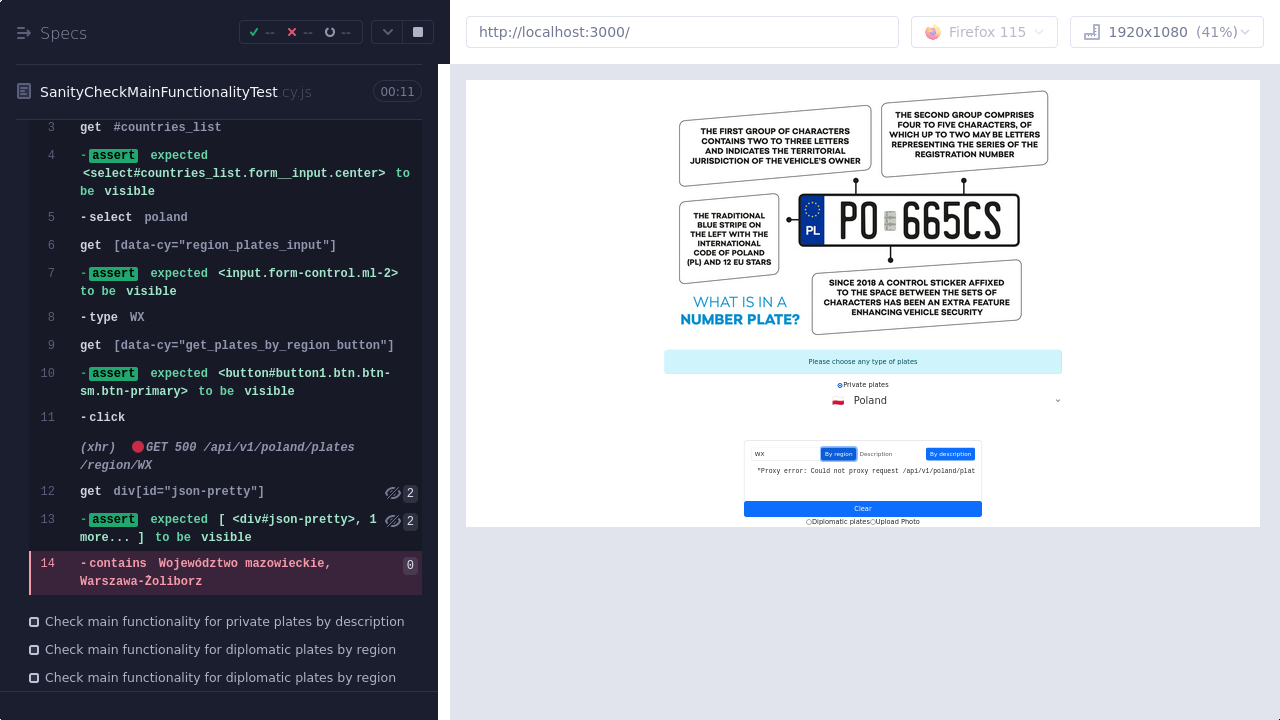 Specs
-- -- --
SanityCheckMainFunctionalityTest cy.js 00:11
3 get #countries_list
4 -assert expected
<select#countries_list.form__input.center> to
be visible
5 -select poland
6 get [data-cy="region_plates_input"]
7 -assert expected <input.form-control.ml-2>
to be visible
8 -type WX
9 get [data-cy="get_plates_by_region_button"]
10 -assert expected <button#button1.btn.btn-
sm.btn-primary> to be visible
11 -click
(xhr) GET 500 /api/v1/poland/plates
/region/WX
12 get div[id="json-pretty"] 2
13 -assert expected [ <div#json-pretty>, 1 2
more... ] to be visible
14 -contains Województwo mazowieckie, 0
Warszawa-Żoliborz
Check main functionality for private plates by description
Check main functionality for diplomatic plates by region
Check main functionality for diplomatic plates by region
http://localhost:3000/
Firefox 115
1920x1080 (41%)
THE FIRST GROUP OF CHARACTERS
CONTAINS TWO TO THREE LETTERS
AND INDICATES THE TERRITORIAL
JURISDICTION OF THE VEHICLE'S OWNER
THE SECOND GROUP COMPRISES
FOUR TO FIVE CHARACTERS, OF
WHICH UP TO TWO MAY BE LETTERS
REPRESENTING THE SERIES OF THE
REGISTRATION NUMBER
THE TRADITIONAL
BLUE STRIPE ON
THE LEFT WITH THE
INTERNATIONAL
CODE OF POLAND
(PL) AND 12 EU STARS
PL PO 665CS
SINCE 2018 A CONTROL STICKER AFFIXED
TO THE SPACE BETWEEN THE SETS OF
CHARACTERS HAS BEEN AN EXTRA FEATURE
ENHANCING VEHICLE SECURITY
WHAT IS IN A
NUMBER PLATE?
Please choose any type of plates
Private plates
Poland
WX By region Description By description
"Proxy error: Could not proxy request /api/v1/poland/plat
Clear
Diplomatic plates Upload Photo